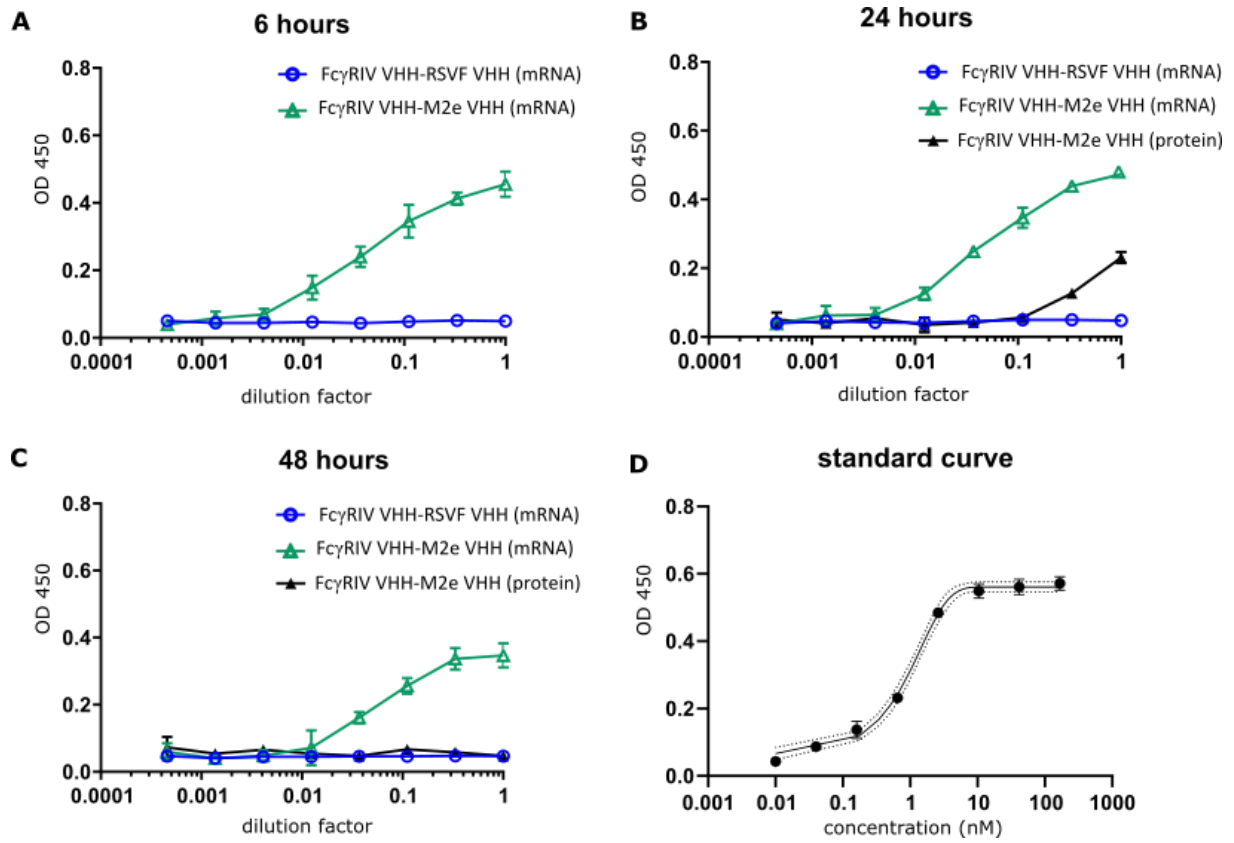 A
6 hours
0.8
0.6
0.4
0.2
0.0
OD 450
FcγRIV VHH-RSVF VHH (mRNA)
FcγRIV VHH-M2e VHH (mRNA)
0.0001 0.001 0.01 0.1 1
dilution factor
B
24 hours
0.8
0.6
0.4
0.2
0.0
OD 450
FcγRIV VHH-RSVF VHH (mRNA)
FcγRIV VHH-M2e VHH (mRNA)
FcγRIV VHH-M2e VHH (protein)
0.0001 0.001 0.01 0.1 1
dilution factor
C
48 hours
0.8
0.6
0.4
0.2
0.0
OD 450
FcγRIV VHH-RSVF VHH (mRNA)
FcγRIV VHH-M2e VHH (mRNA)
FcγRIV VHH-M2e VHH (protein)
0.0001 0.001 0.01 0.1 1
dilution factor
D
standard curve
0.8
0.6
0.4
0.2
0.0
OD 450
0.001 0.01 0.1 1 10 100 1000
concentration (nM)